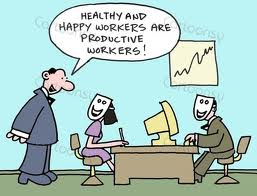 HEALTHY AND
HAPPY WORKERS ARE
PRODUCTIVE
WORKERS!